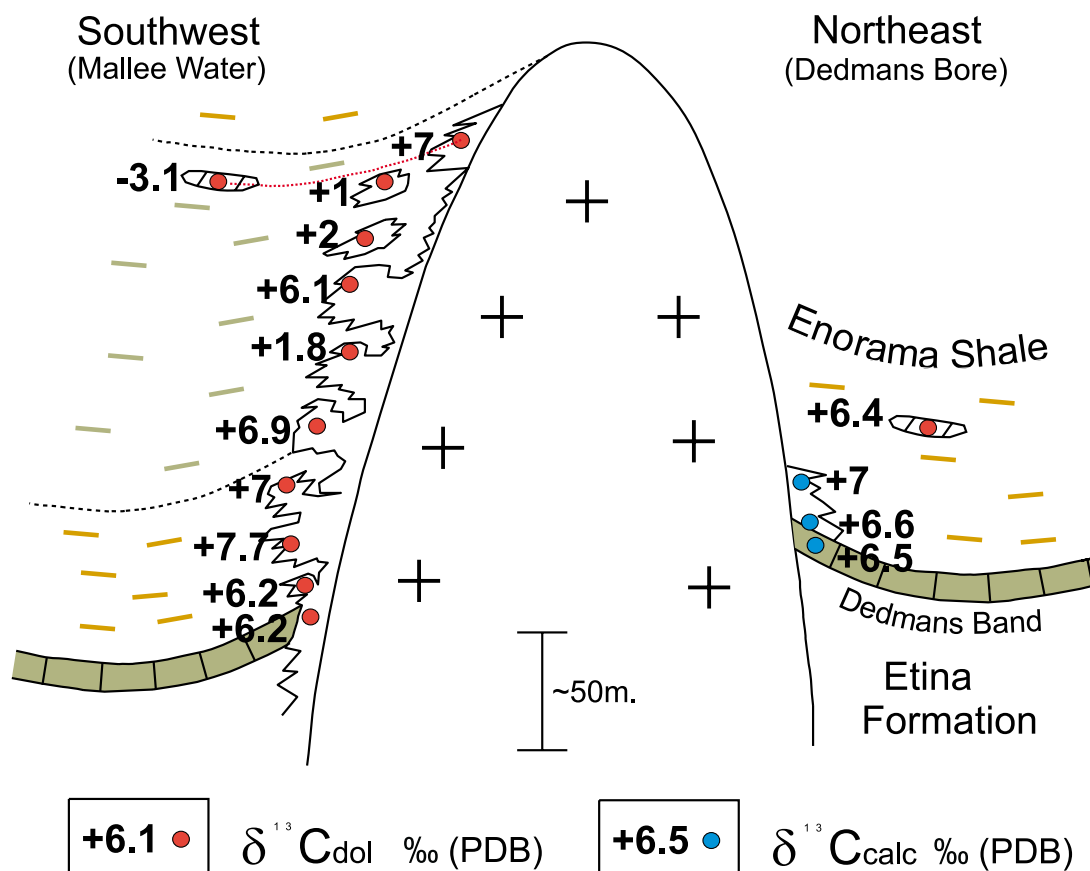 Southwest
(Mallee Water)
Northeast
(Dedmans Bore)
+7
-3.1
+1
+2
+6.1
+1.8
+6.9
+7
+7.7
+6.2
+6.2
Enorama Shale
+6.4
+7
+6.6
+6.5
Dedmans Band
Etina
Formation
~50m.
+6.1
δ ¹³Cdol ‰ (PDB)
+6.5
δ ¹³Ccalc ‰ (PDB)